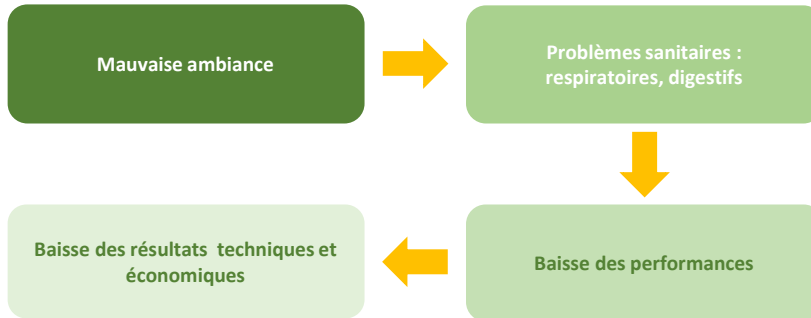 Mauvaise ambiance
Problèmes sanitaires :
respiratoires, digestifs
Baisse des performances
Baisse des résultats techniques et
économiques